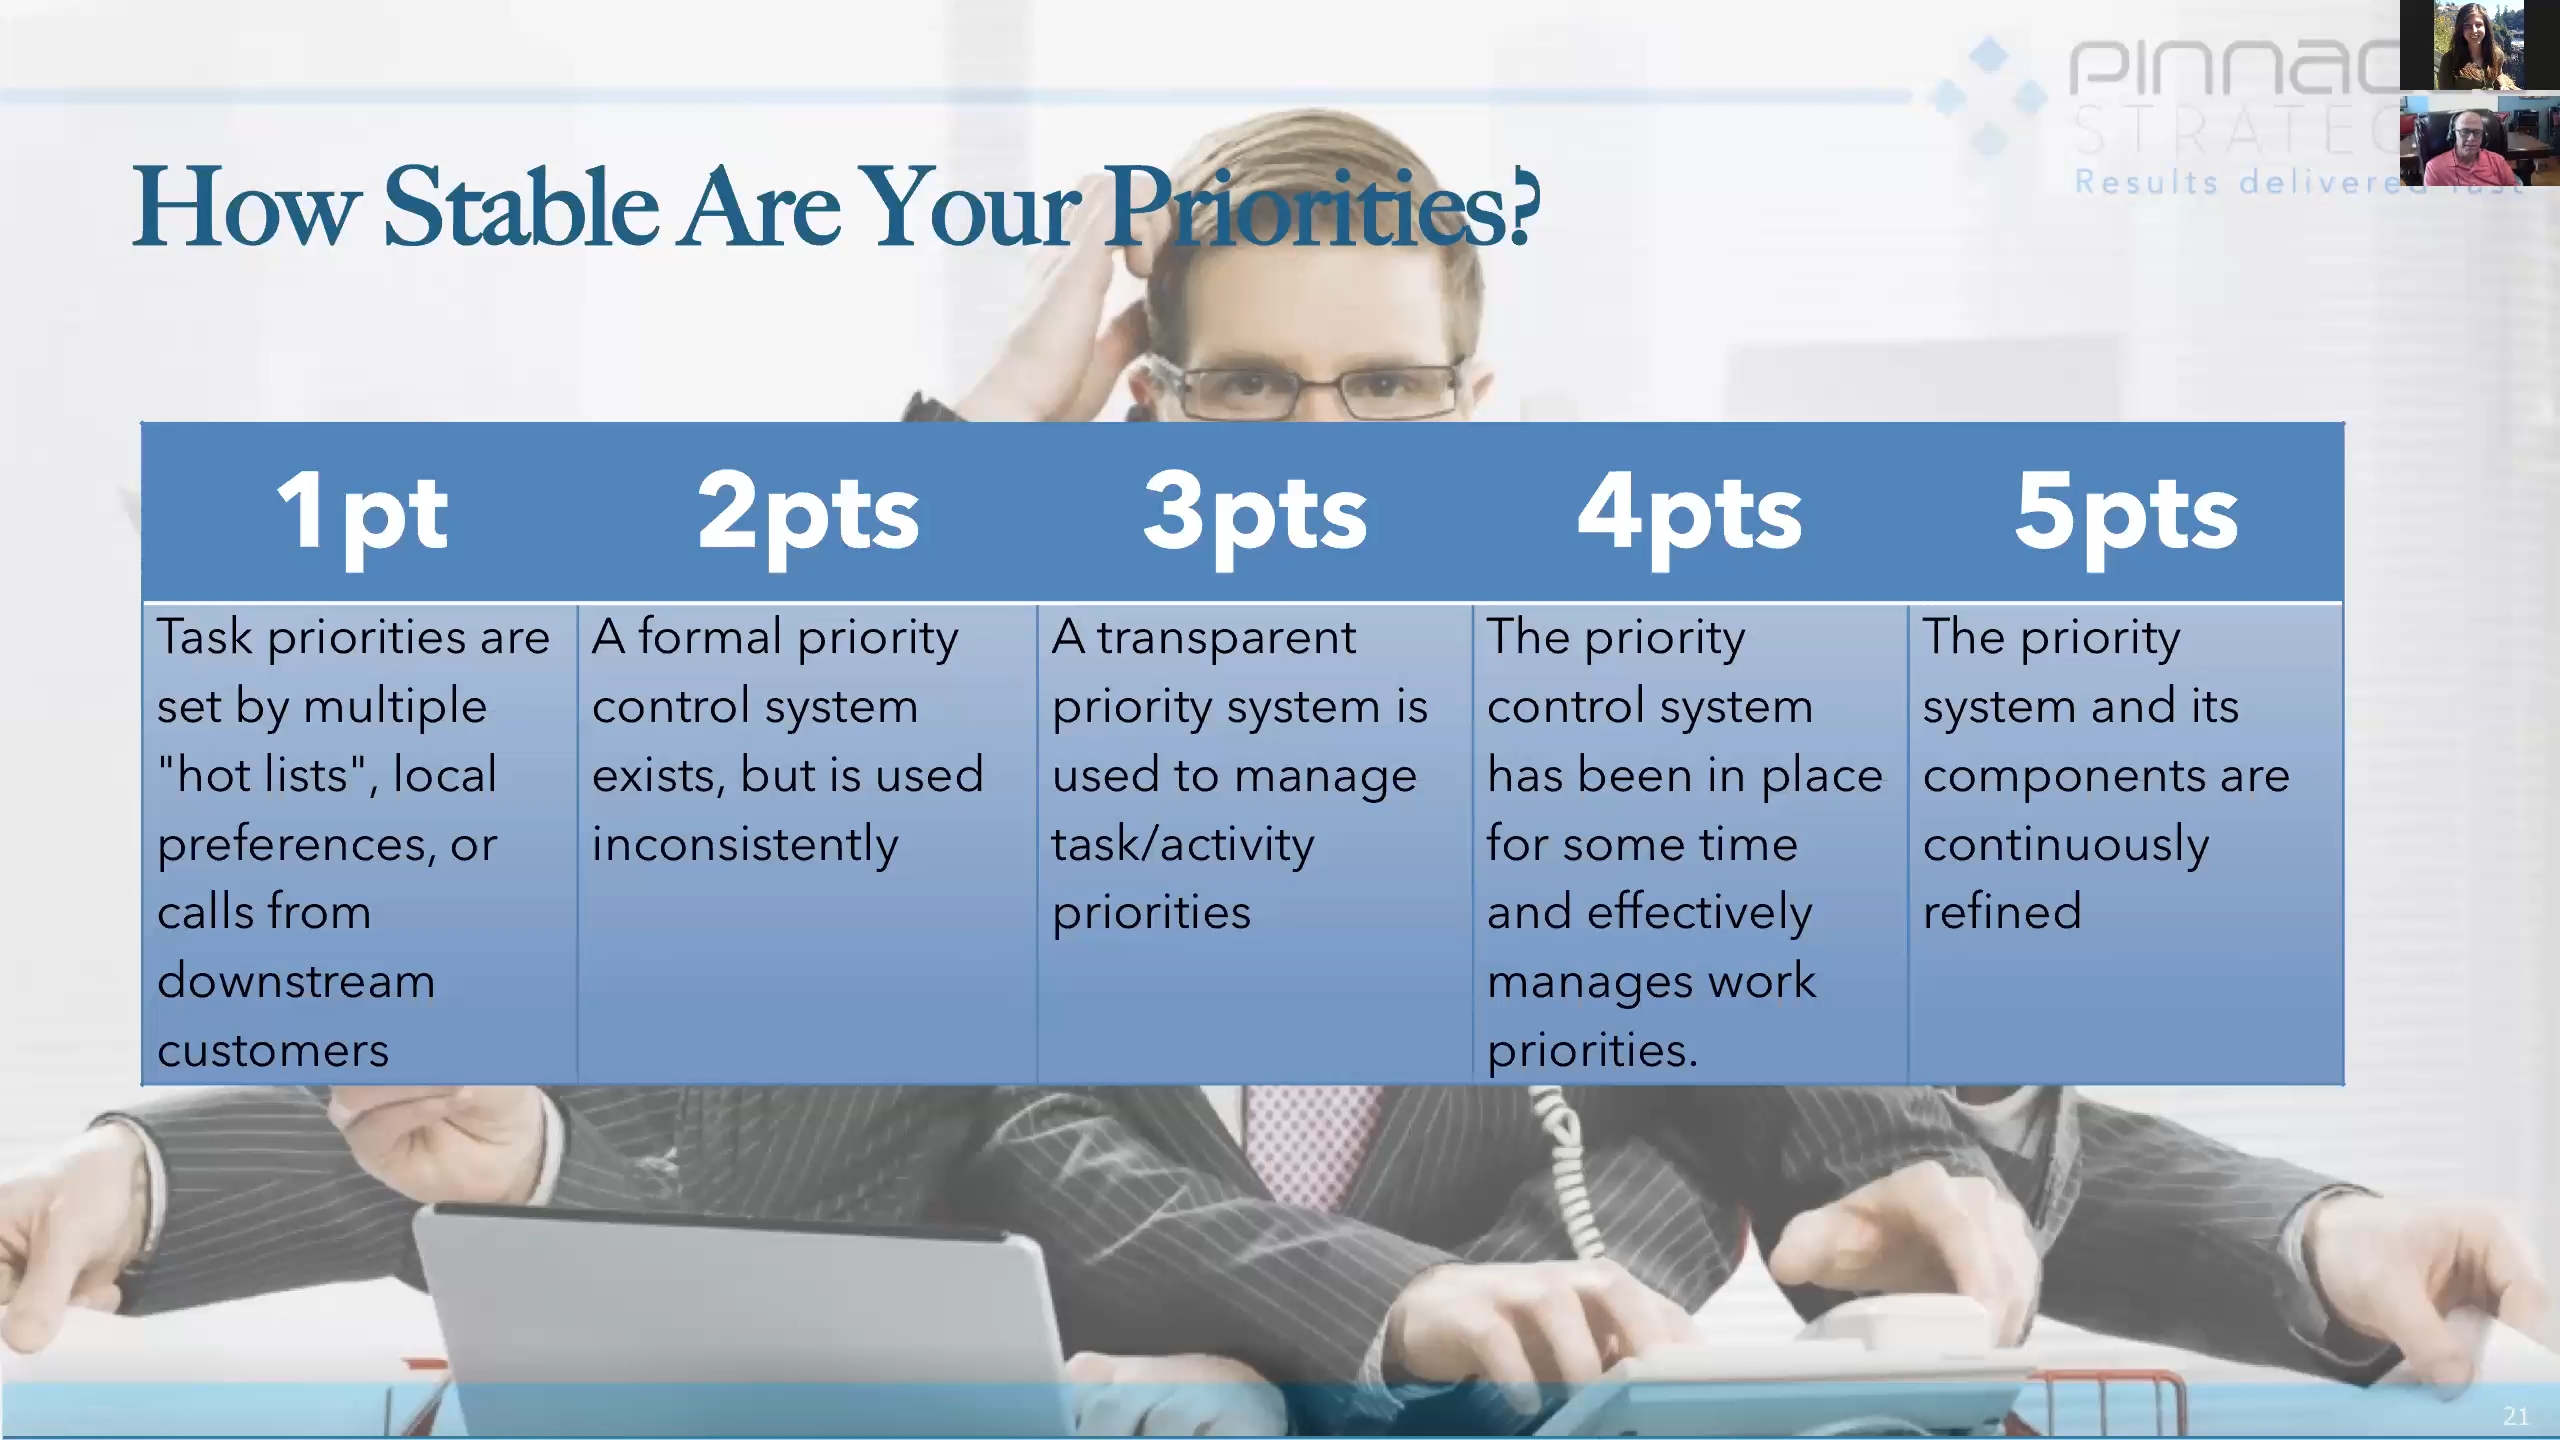 PINNAC
STRATEG
Results delivered fast
How Stable Are Your Priorities?
1pt
2pts
3pts
4pts
5pts
Task priorities are
set by multiple
"hot lists", local
preferences, or
calls from
downstream
customers
A formal priority
control system
exists, but is used
inconsistently
A transparent
priority system is
used to manage
task/activity
priorities
The priority
control system
has been in place
for some time
and effectively
manages work
priorities.
The priority
system and its
components are
continuously
refined
21